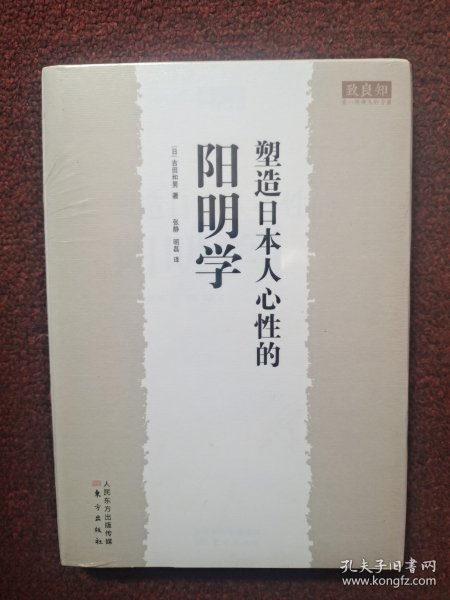 致良知
塑造日本人心性的
阳明学
[日] 吉田和男 著
张静 明磊 译
人民东方出版传媒
东方出版社
孔夫子旧书网
www.kongfz.com